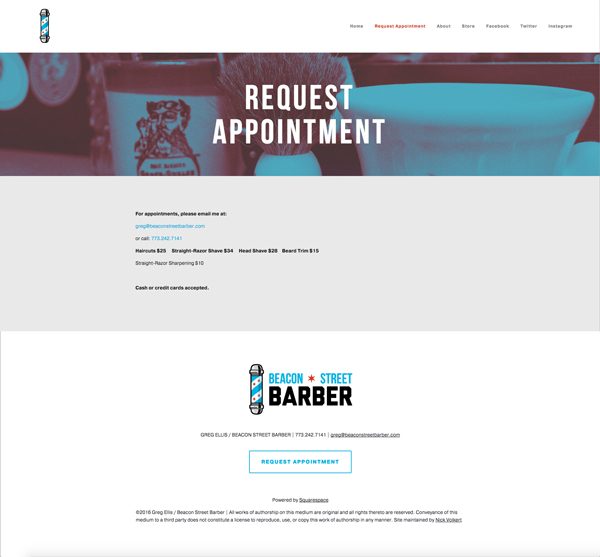 Home Request Appointment About Store Facebook Twitter Instagram
REQUEST
APPOINTMENT
For appointments, please email me at:
greg@beaconstreetbarber.com
or call: 773.242.7141
Haircuts $25 Straight-Razor Shave $34 Head Shave $28 Beard Trim $15
Straight-Razor Sharpening $10
Cash or credit cards accepted.
BEACON STREET
BARBER
GREG ELLIS / BEACON STREET BARBER | 773.242.7141 | greg@beaconstreetbarber.com
REQUEST APPOINTMENT
Powered by Squarespace
©2016 Greg Ellis / Beacon Street Barber | All works of authorship on this medium are original and all rights thereto are reserved. Conveyance of this
medium to a third party does not constitute a license to reproduce, use, or copy this work of authorship in any manner. Site maintained by Nick Volkert